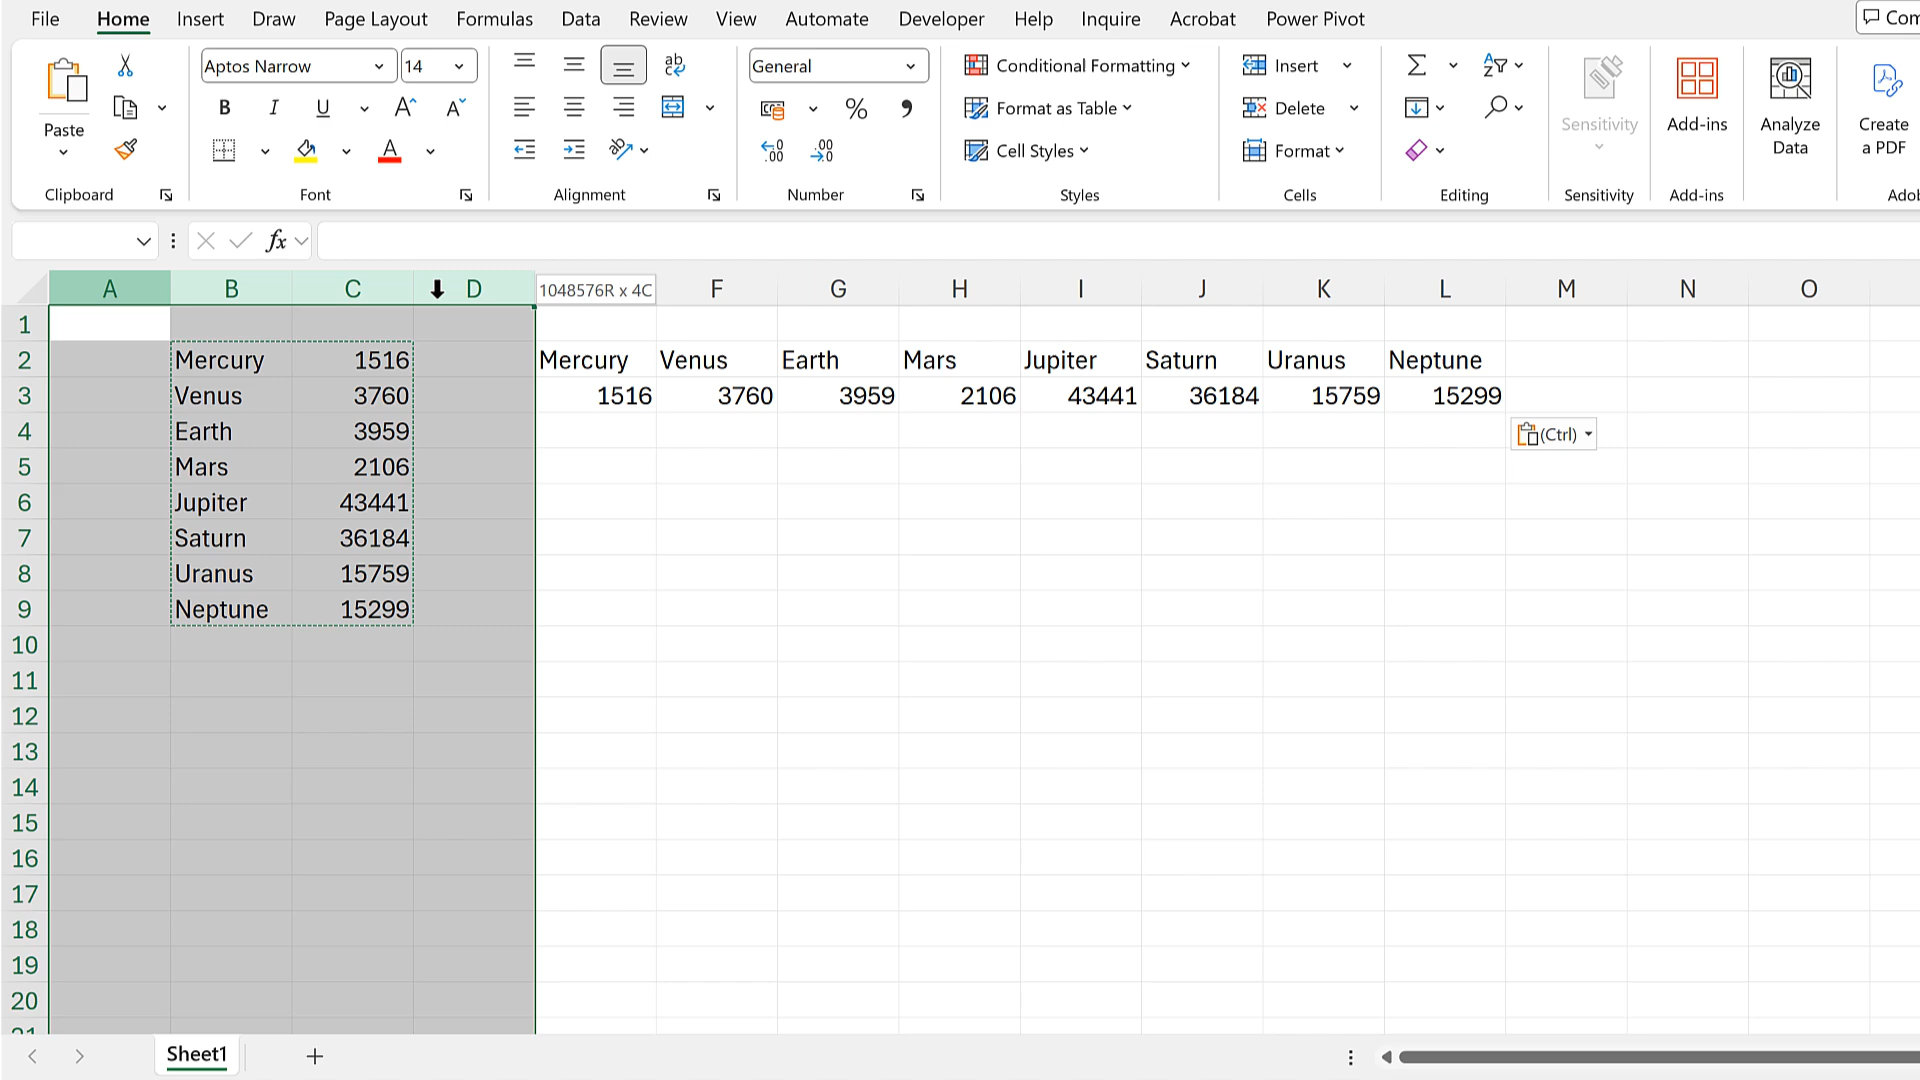 File Home Insert Draw Page Layout Formulas Data Review View Automate Developer Help Inquire Acrobat Power Pivot Com
Aptos Narrow 14 General Conditional Formatting Insert
B I U A A % Format as Table Delete
Paste Sensitivity Add-ins Analyze Data Create a PDF
A Cell Styles Format
Clipboard Font Alignment Number Styles Cells Editing Sensitivity Add-ins Adob
fx
A B C D 1048576R x 4C F G H I J K L M N O
1
2 Mercury 1516 Mercury Venus Earth Mars Jupiter Saturn Uranus Neptune
3 Venus 3760 1516 3760 3959 2106 43441 36184 15759 15299
4 Earth 3959 (Ctrl)
5 Mars 2106
6 Jupiter 43441
7 Saturn 36184
8 Uranus 15759
9 Neptune 15299
10
11
12
13
14
15
16
17
18
19
20
21
Sheet1